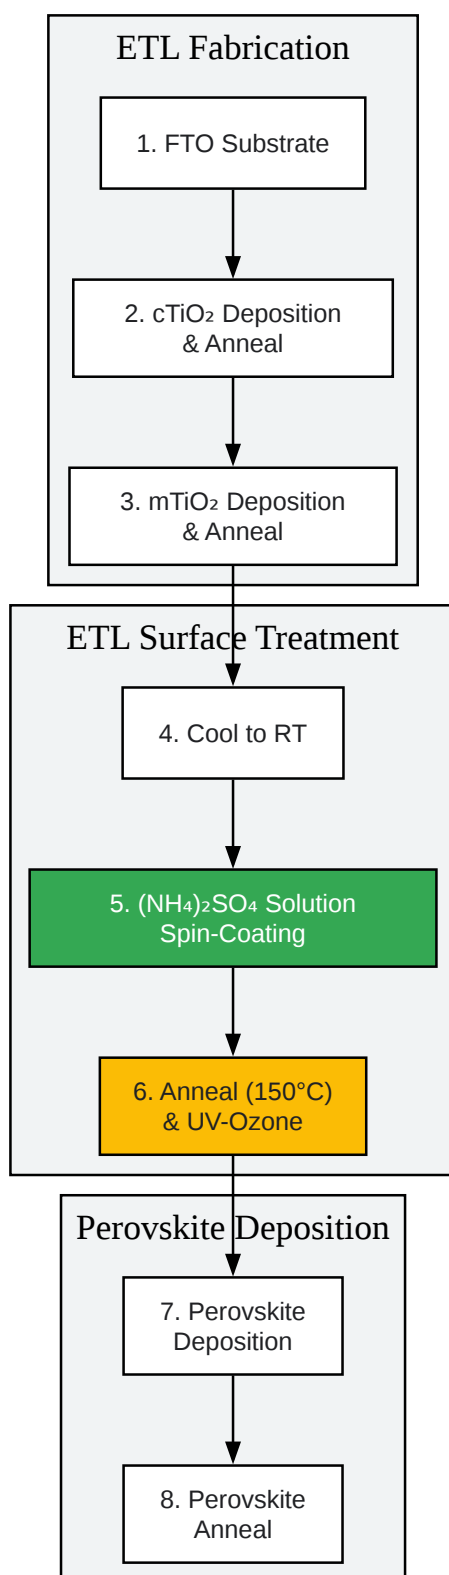 ETL Fabrication
1. FTO Substrate
2. cTiO₂ Deposition
& Anneal
3. mTiO₂ Deposition
& Anneal
ETL Surface Treatment
4. Cool to RT
5. (NH₄)₂SO₄ Solution
Spin-Coating
6. Anneal (150°C)
& UV-Ozone
Perovskite Deposition
7. Perovskite
Deposition
8. Perovskite
Anneal